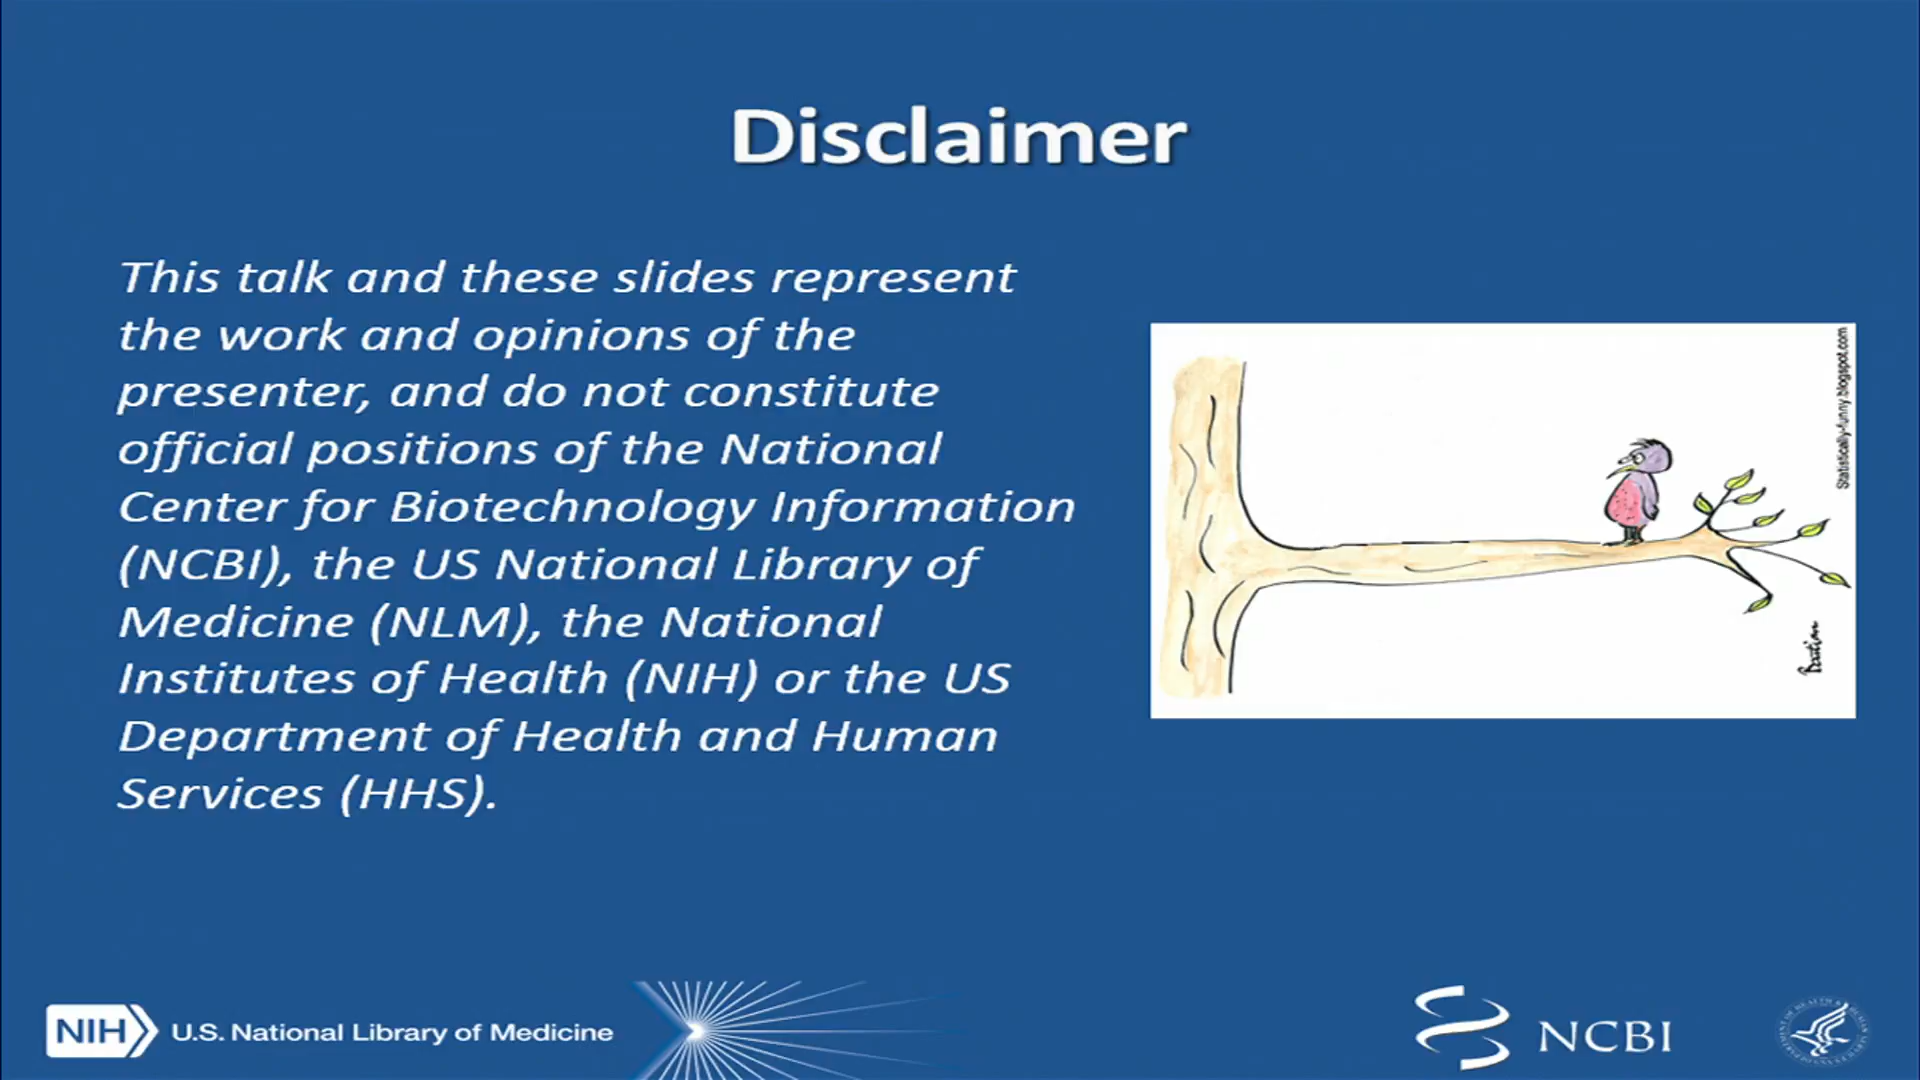 Disclaimer
This talk and these slides represent
the work and opinions of the
presenter, and do not constitute
official positions of the National
Center for Biotechnology Information
(NCBI), the US National Library of
Medicine (NLM), the National
Institutes of Health (NIH) or the US
Department of Health and Human
Services (HHS).
Statistically-funny.blogspot.com
Bastian
NIH U.S. National Library of Medicine
NCBI